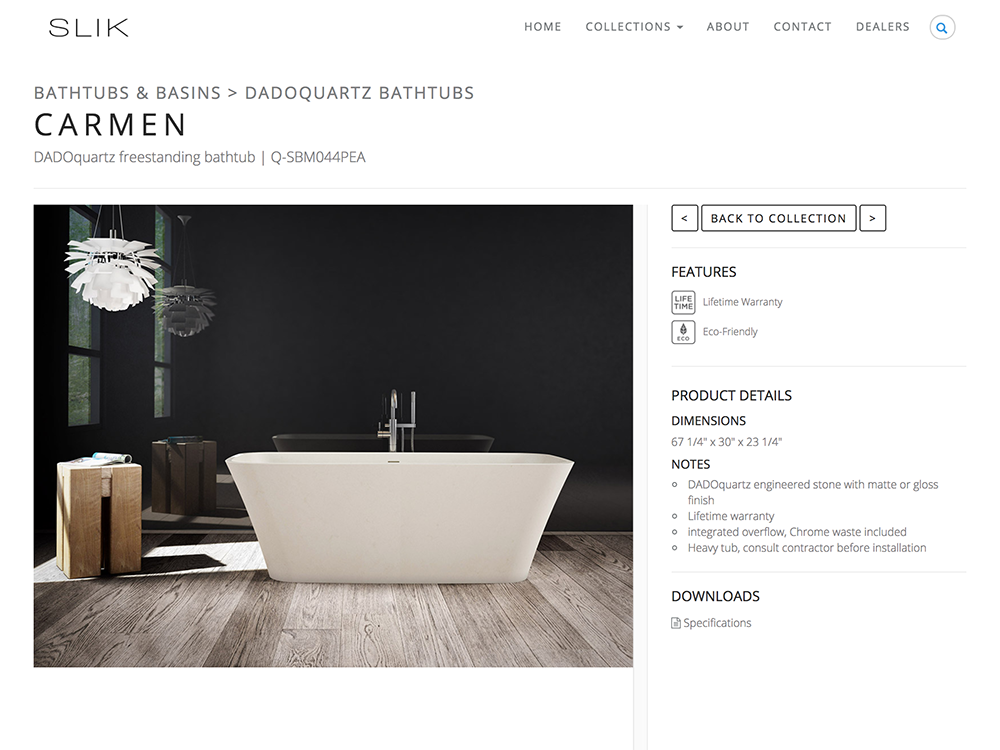 SLIK
HOME COLLECTIONS ABOUT CONTACT DEALERS
BATHTUBS & BASINS > DADOQUARTZ BATHTUBS
CARMEN
DADOquartz freestanding bathtub | Q-SBM044PEA
< BACK TO COLLECTION >
FEATURES
LIFE
TIME
Lifetime Warranty
ECO
Eco-Friendly
PRODUCT DETAILS
DIMENSIONS
67 1/4" x 30" x 23 1/4"
NOTES
DADOquartz engineered stone with matte or gloss
finish
Lifetime warranty
integrated overflow, Chrome waste included
Heavy tub, consult contractor before installation
DOWNLOADS
Specifications